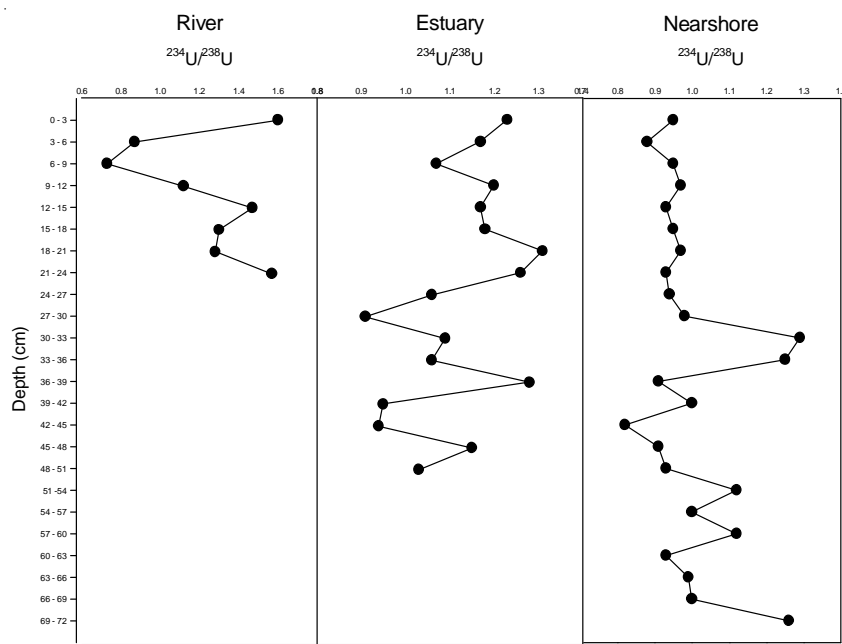 River Estuary Nearshore
²³⁴U/²³⁸U ²³⁴U/²³⁸U ²³⁴U/²³⁸U
0.6 0.8 1.0 1.2 1.4 1.6 0.9 1.0 1.1 1.2 1.3 0.8 0.9 1.0 1.1 1.2 1.3
0 - 3
3 - 6
6 - 9
9 - 12
12 - 15
15 - 18
18 - 21
21 - 24
24 - 27
27 - 30
30 - 33
33 - 36
36 - 39
39 - 42
42 - 45
45 - 48
48 - 51
51 - 54
54 - 57
57 - 60
60 - 63
63 - 66
66 - 69
69 - 72
Depth (cm)